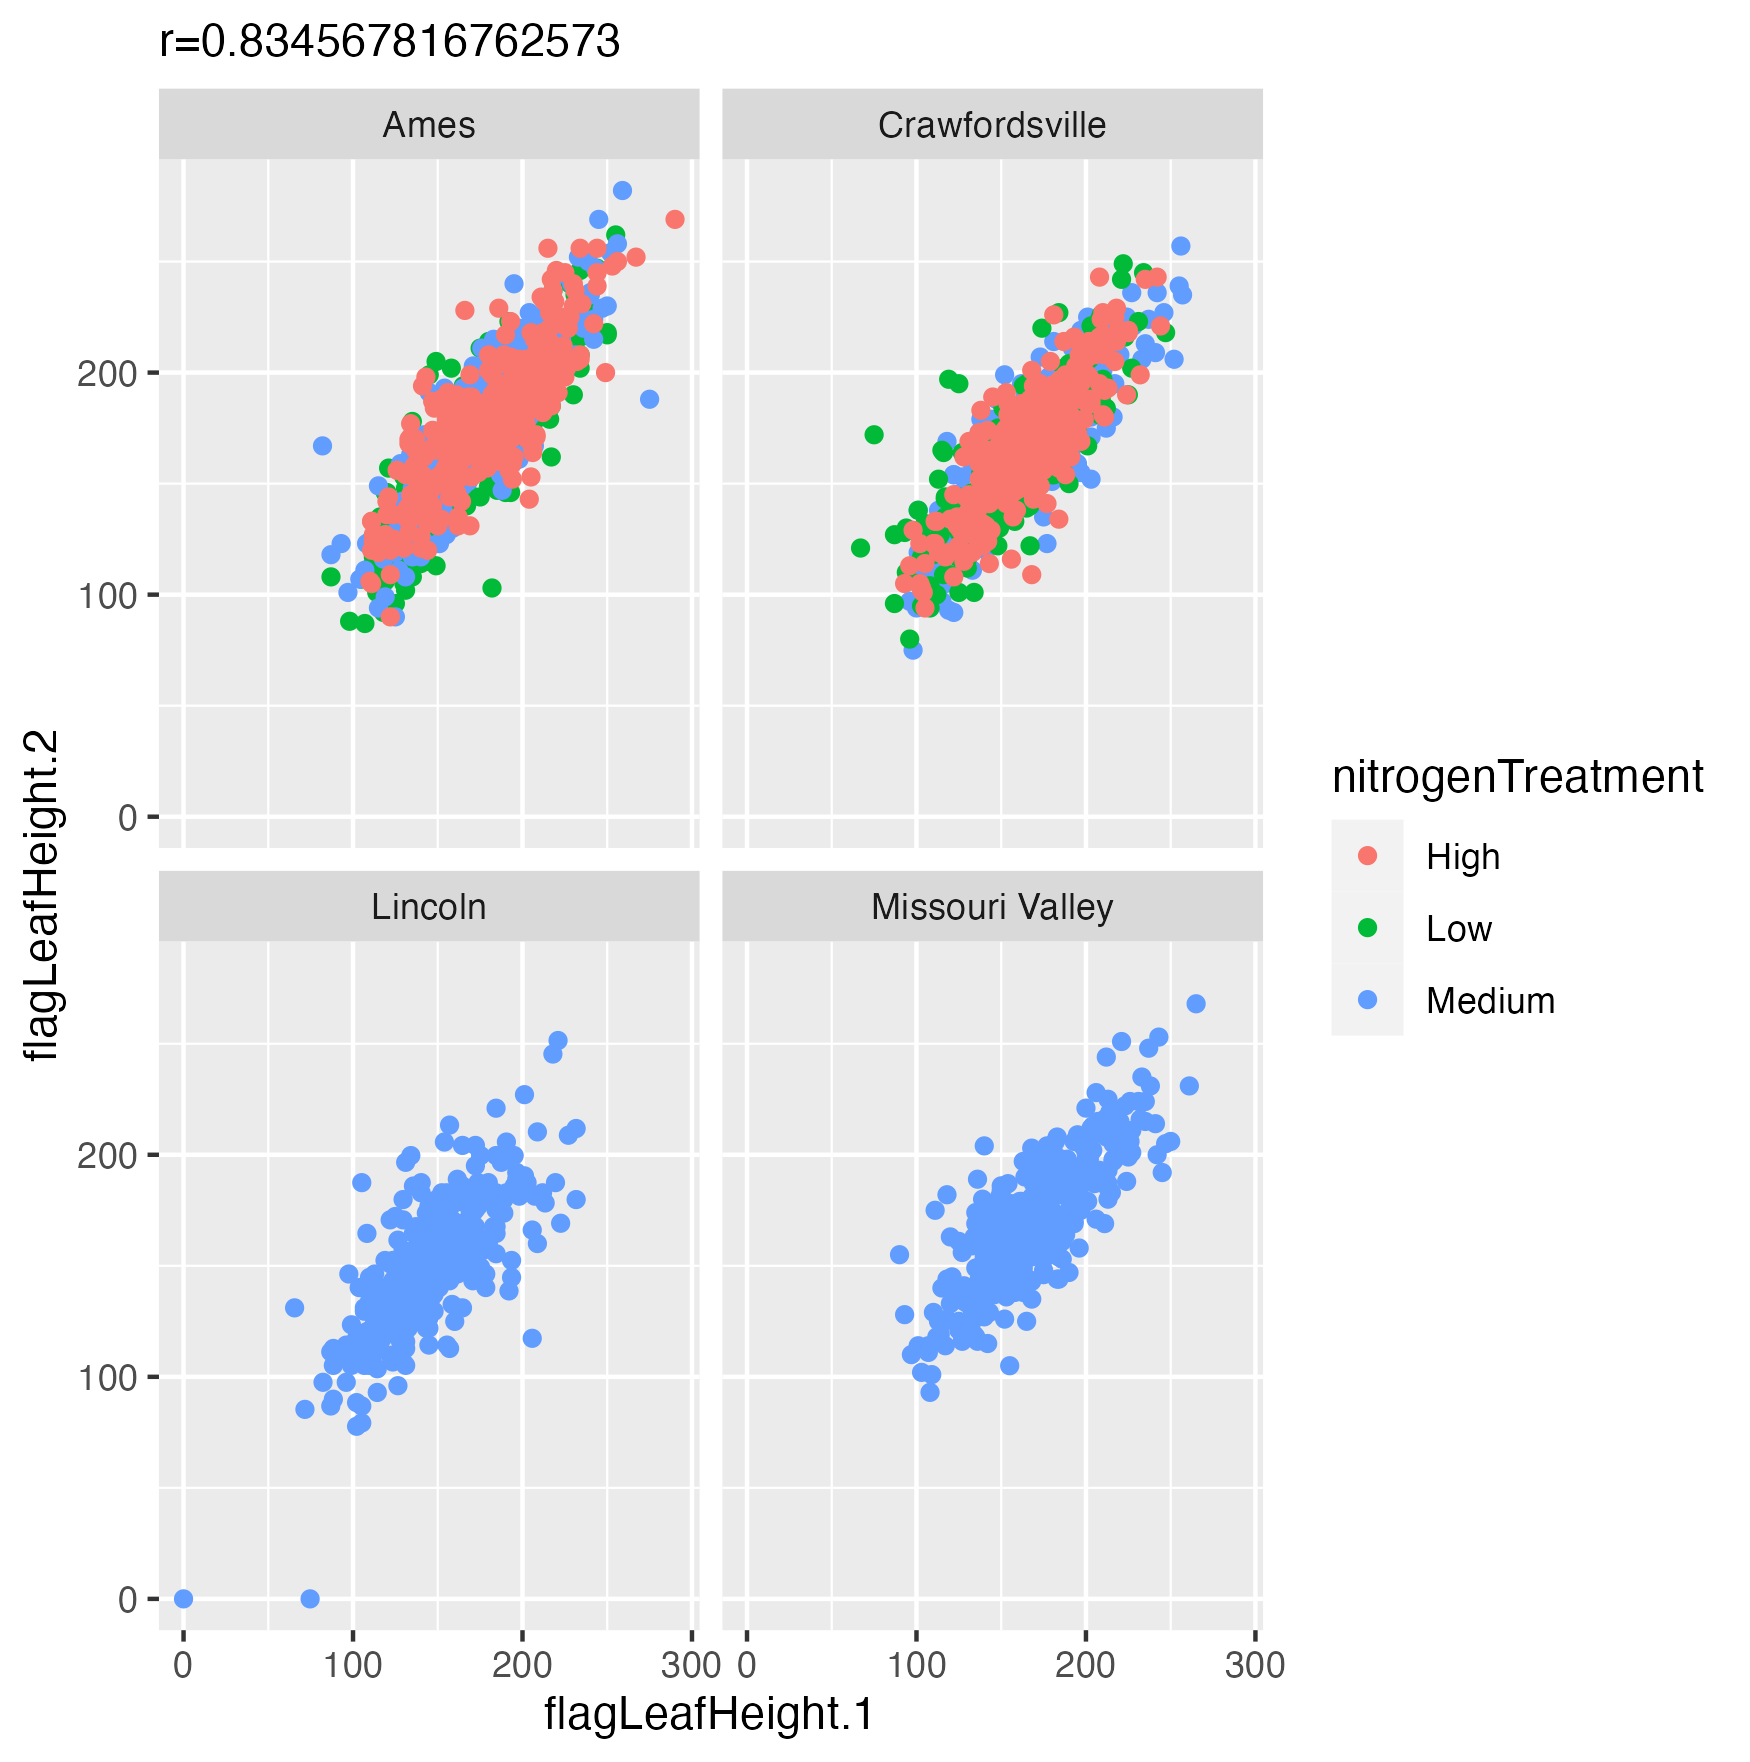 r=0.834567816762573
Ames
Crawfordsville
200
100
0
Lincoln
Missouri Valley
200
100
0
0 100 200 300
0 100 200 300
flagLeafHeight.1
flagLeafHeight.2
nitrogenTreatment
High
Low
Medium